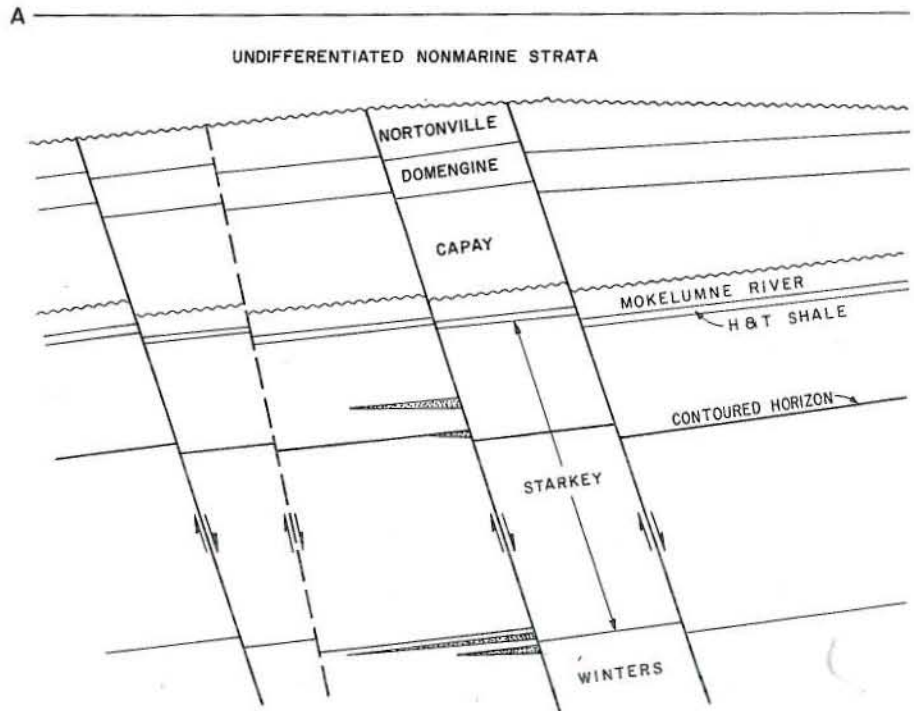 A
UNDIFFERENTIATED NONMARINE STRATA
NORTONVILLE
DOMENGINE
CAPAY
MOKELUMNE RIVER
H & T SHALE
CONTOURED HORIZON
STARKEY
WINTERS